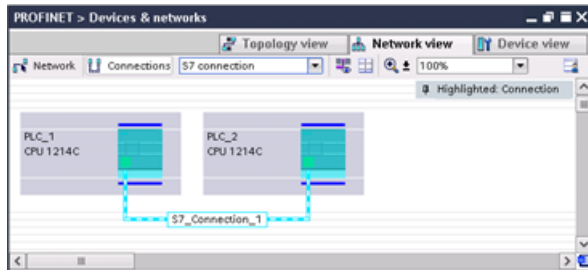 PROFINET > Devices & networks
Topology view Network view Device view
Network Connections S7 connection 100%
Highlighted: Connection
PLC_1
CPU 1214C
PLC_2
CPU 1214C
S7_Connection_1